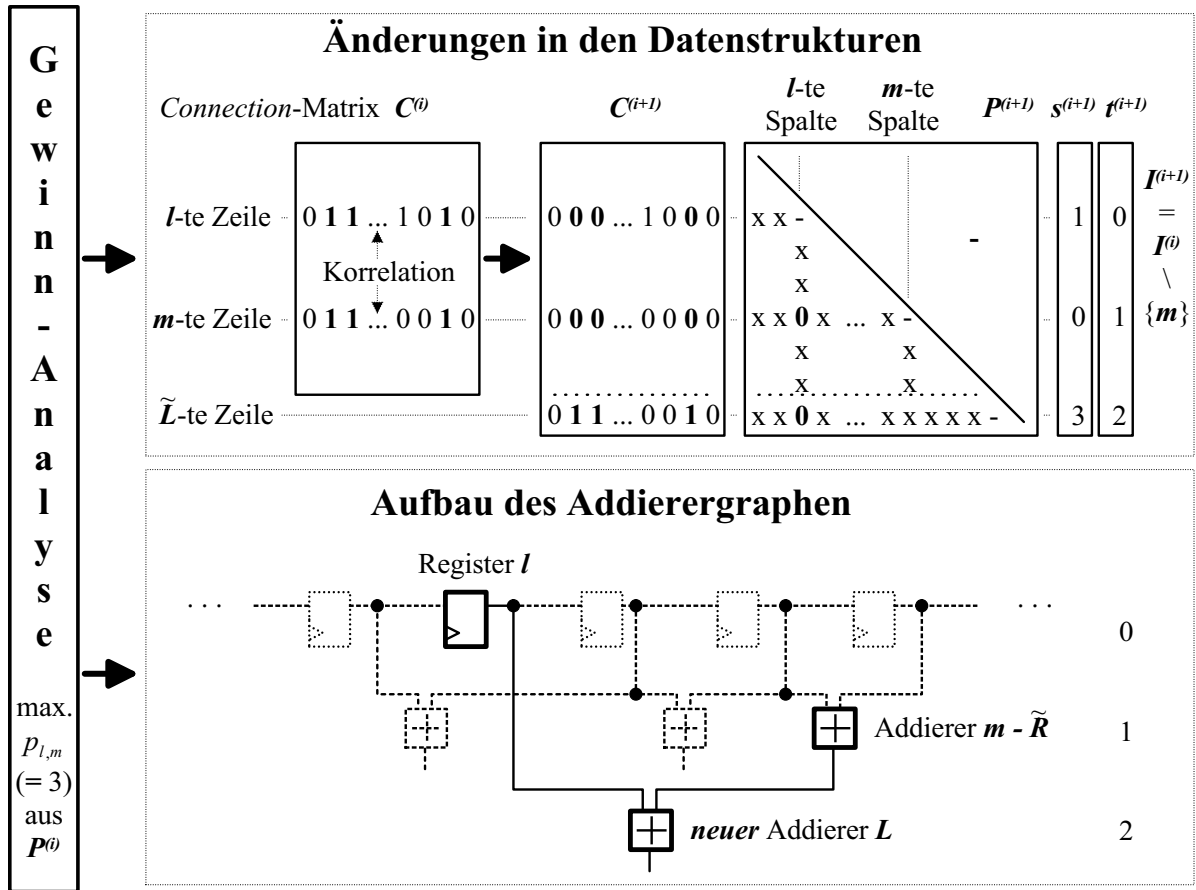 Gewinn-Analyse
max.
p l,m
(= 3)
aus
P(i)
Änderungen in den Datenstrukturen
Connection-Matrix C(i)
C(i+1)
l-te
Spalte
m-te
Spalte
P(i+1)
s(i+1)
t(i+1)
l-te Zeile 0 1 1 ... 1 0 1 0 0 0 0 ... 1 0 0 0 x x - - 1 0
x
Korrelation
x
m-te Zeile 0 1 1 ... 0 0 1 0 0 0 0 ... 0 0 0 0 x x 0 x ... x - 0 1
x x
x x
L̃-te Zeile 0 1 1 ... 0 0 1 0 x x 0 x ... x x x x x - 3 2
I(i+1)
=
I(i)
\
{m}
Aufbau des Addierergraphen
Register l
... ...
0
Addierer m - R̃ 1
neuer Addierer L 2